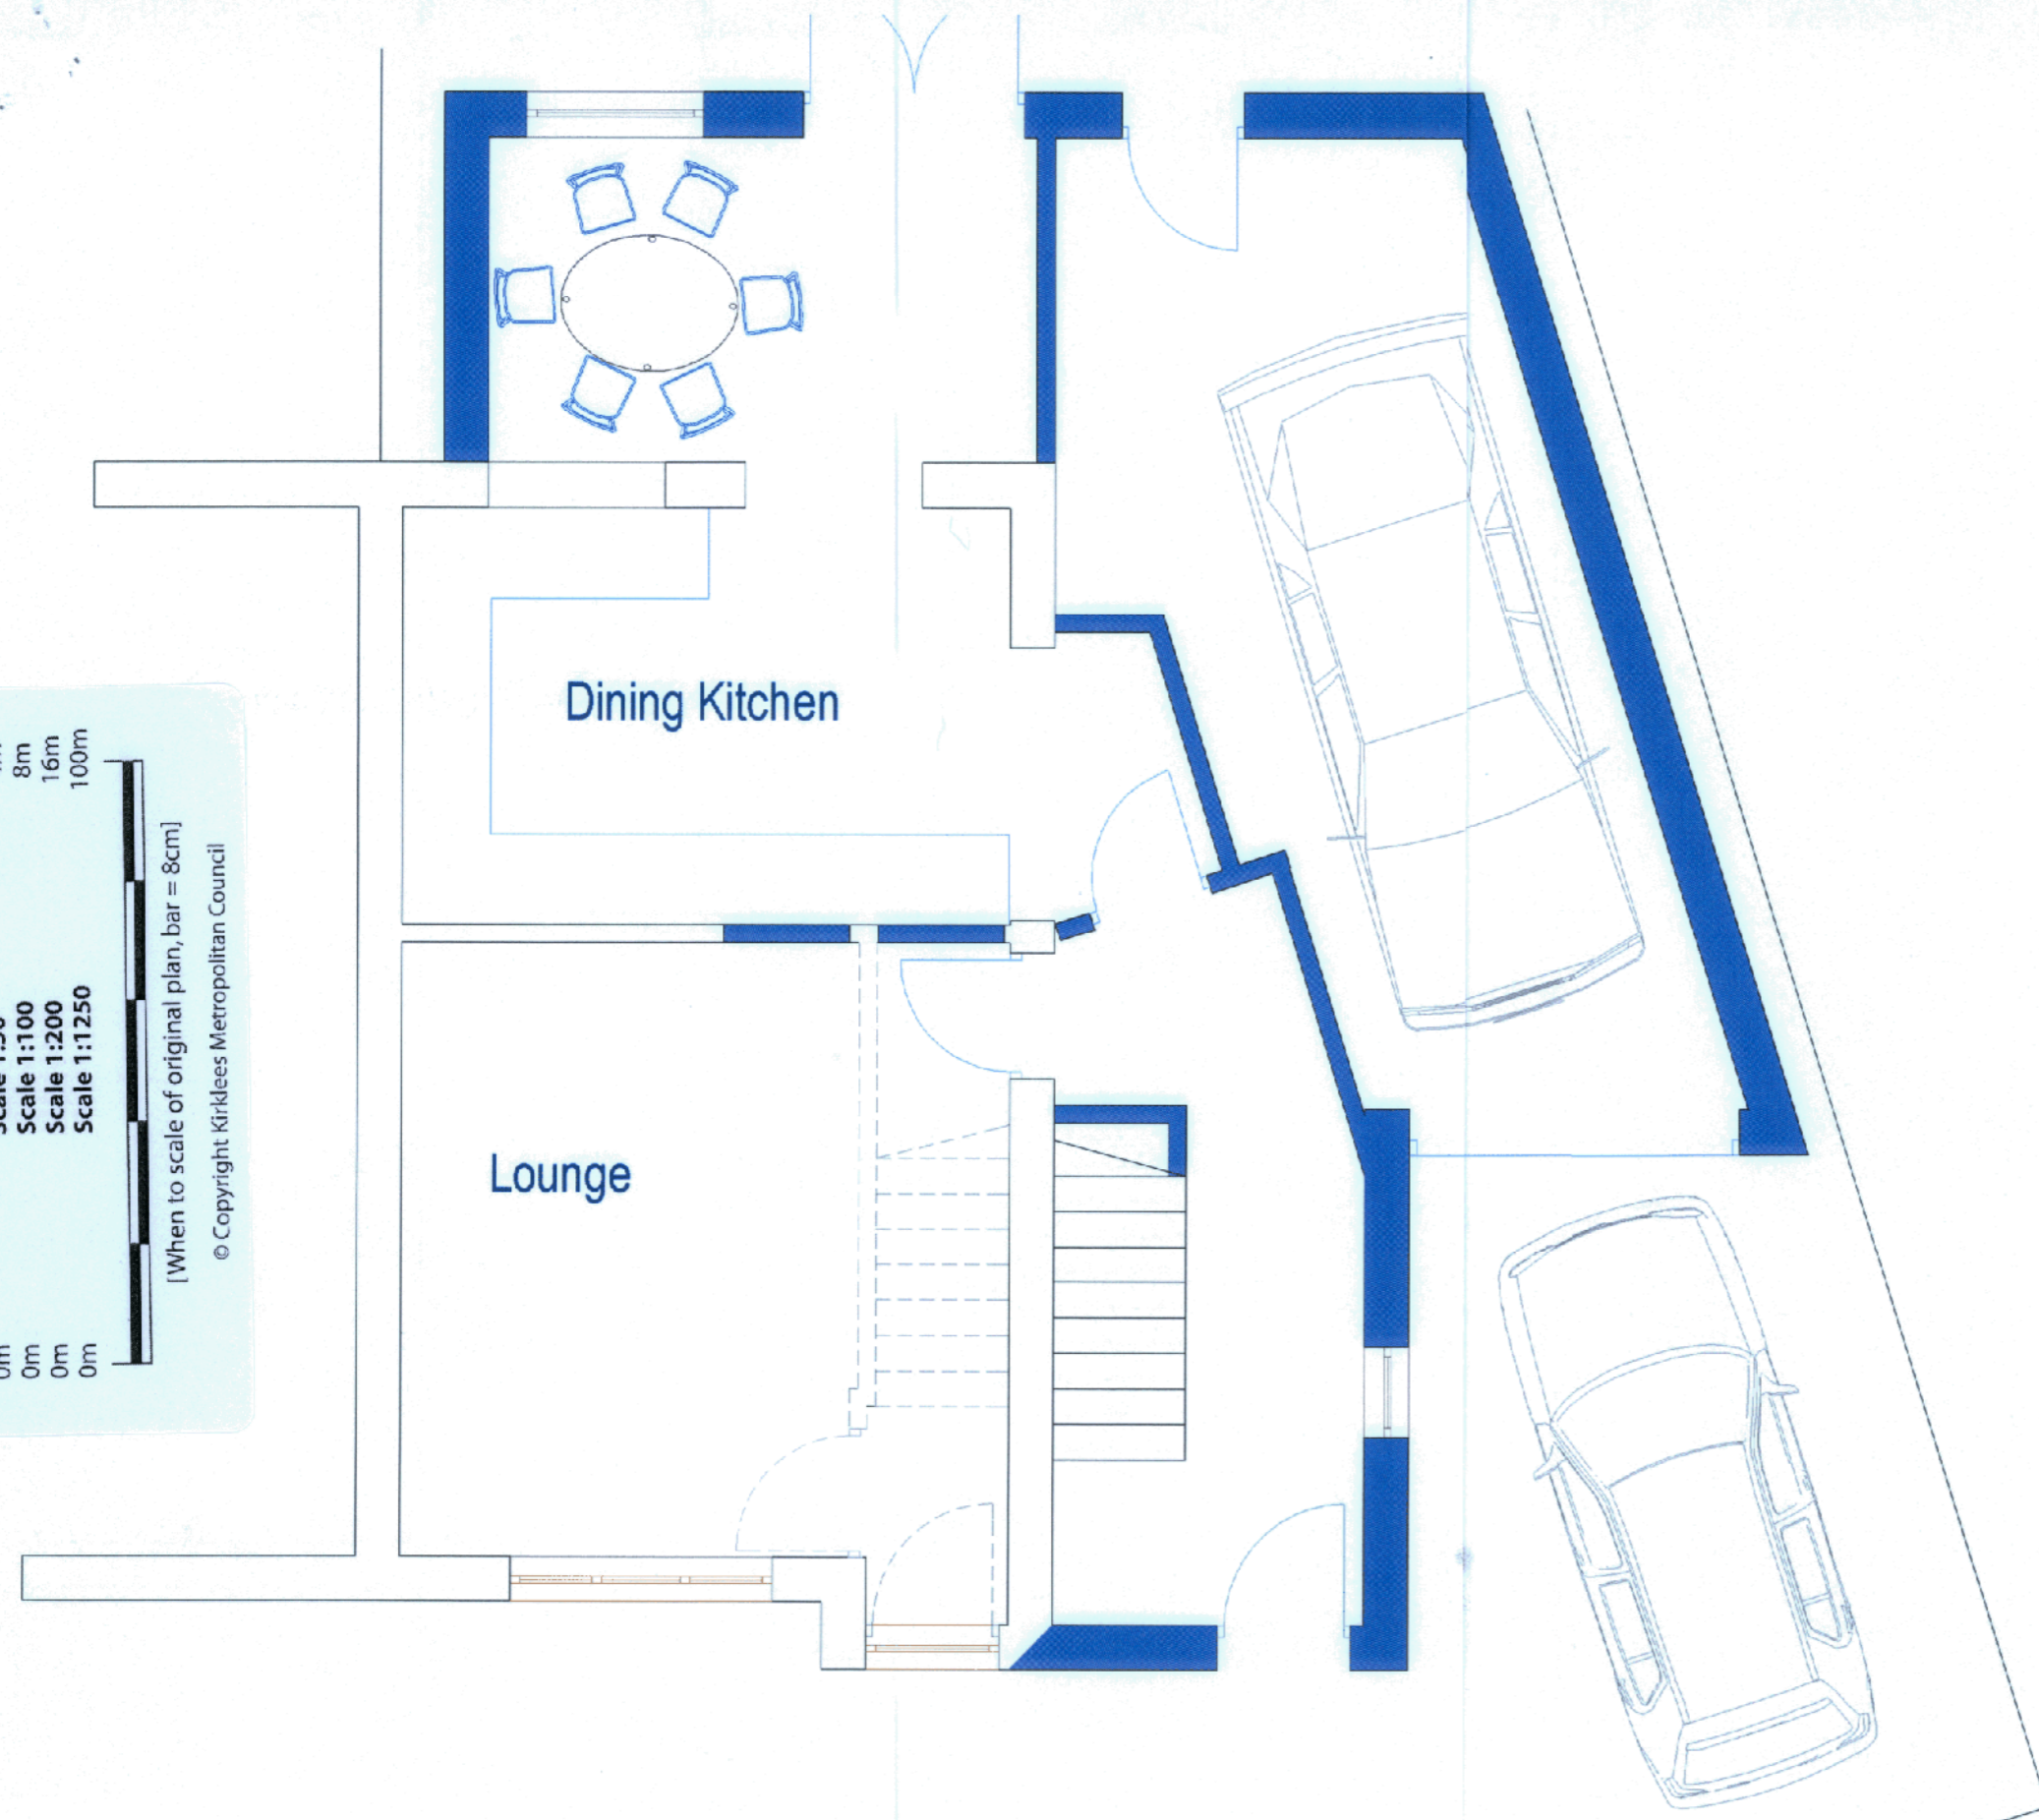 Dining Kitchen
Lounge
0m Scale 1:100 8m
0m Scale 1:200 16m
0m Scale 1:1250 100m
[When to scale of original plan, bar = 8cm]
© Copyright Kirklees Metropolitan Council